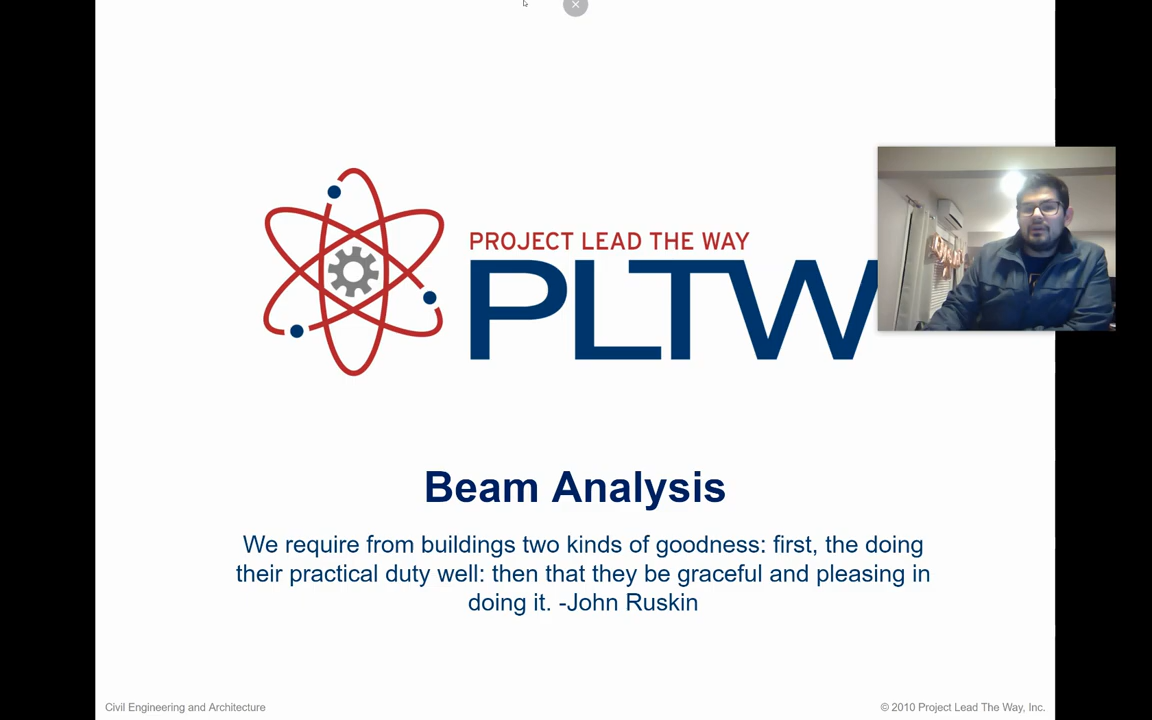 PROJECT LEAD THE WAY
PLTW
Beam Analysis
We require from buildings two kinds of goodness: first, the doing
their practical duty well: then that they be graceful and pleasing in
doing it. -John Ruskin
Civil Engineering and Architecture
© 2010 Project Lead The Way, Inc.